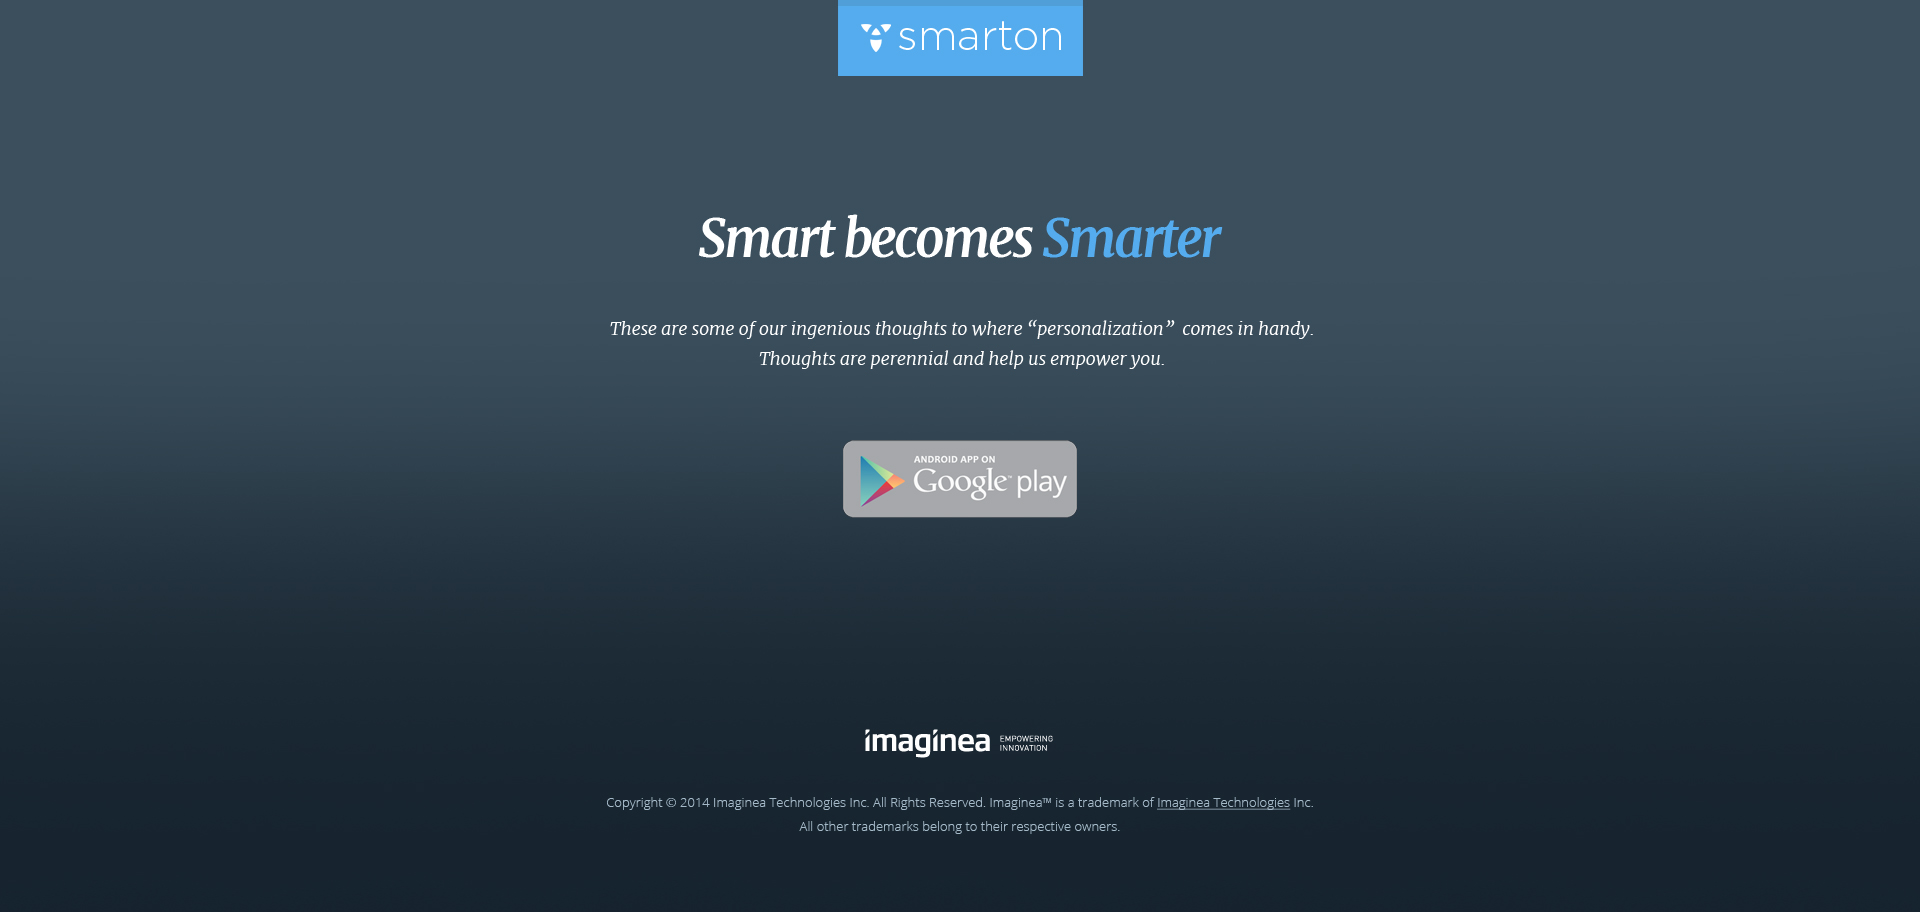 smarton
Smart becomes Smarter
These are some of our ingenious thoughts to where “personalization”  comes in handy.
Thoughts are perennial and help us empower you.
ANDROID APP ON
Google™ play
imaginea EMPOWERING
INNOVATION
Copyright © 2014 Imaginea Technologies Inc. All Rights Reserved. Imaginea™ is a trademark of Imaginea Technologies Inc.
All other trademarks belong to their respective owners.